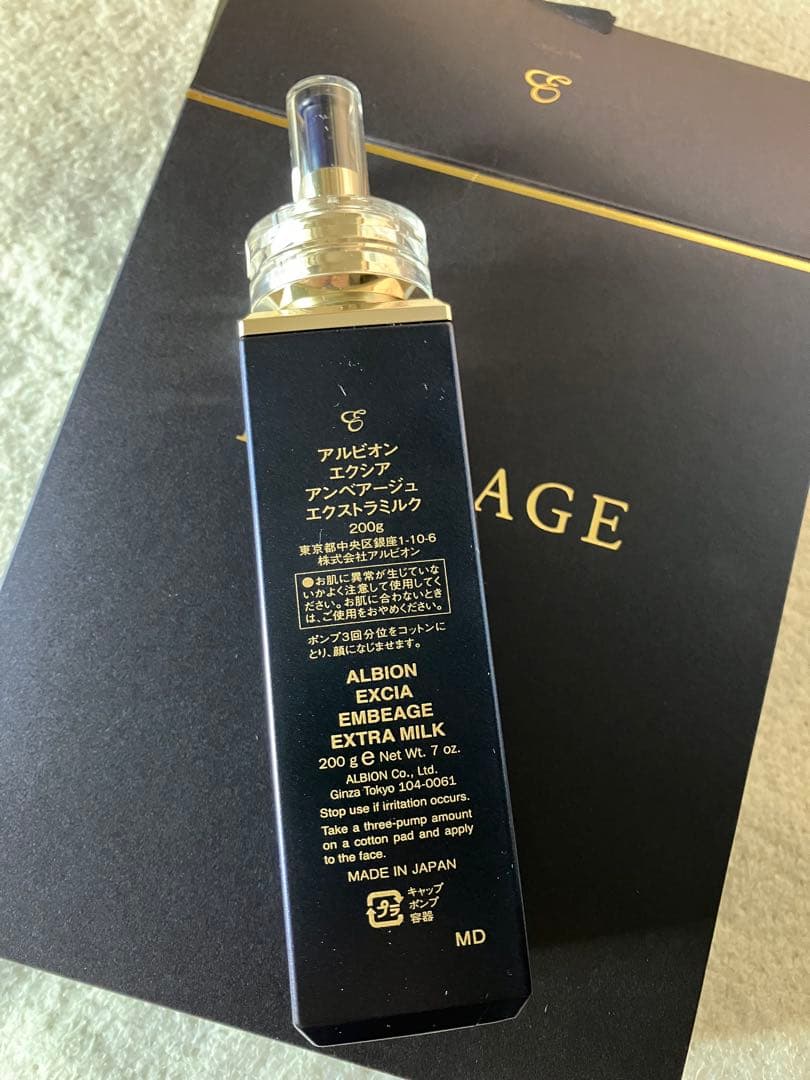 アルビオン
エクシア
アンベアージュ
エクストラミルク
200g
東京都中央区銀座1-10-6
株式会社アルビオン
●お肌に異常が生じていな
いかよく注意して使用してく
ださい。お肌に合わないとき
は、ご使用をおやめください。
ポンプ3回分位をコットンに
とり、顔になじませます。
ALBION
EXCIA
EMBEAGE
EXTRA MILK
200 g e Net Wt. 7 oz.
ALBION Co., Ltd.
Ginza Tokyo 104-0061
Stop use if irritation occurs.
Take a three-pump amount
on a cotton pad and apply
to the face.
MADE IN JAPAN
プラ
キャップ
ポンプ
容器
MD
AGE